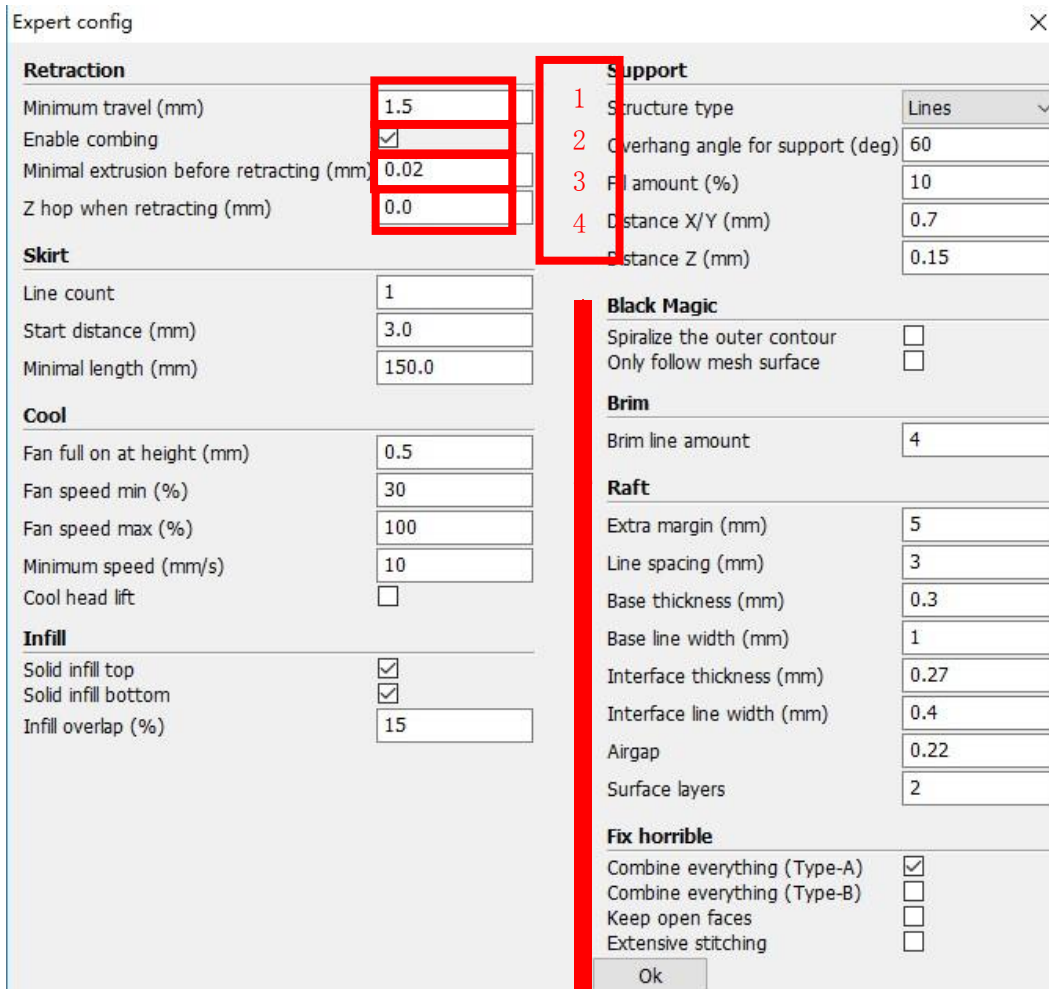 Expert config
Retraction
Minimum travel (mm) 1.5
Enable combing
Minimal extrusion before retracting (mm) 0.02
Z hop when retracting (mm) 0.0
Skirt
Line count 1
Start distance (mm) 3.0
Minimal length (mm) 150.0
Cool
Fan full on at height (mm) 0.5
Fan speed min (%) 30
Fan speed max (%) 100
Minimum speed (mm/s) 10
Cool head lift
Infill
Solid infill top
Solid infill bottom
Infill overlap (%) 15
1
2
3
4
Support
Structure type Lines
Overhang angle for support (deg) 60
Fill amount (%) 10
Distance X/Y (mm) 0.7
Distance Z (mm) 0.15
Black Magic
Spiralize the outer contour
Only follow mesh surface
Brim
Brim line amount 4
Raft
Extra margin (mm) 5
Line spacing (mm) 3
Base thickness (mm) 0.3
Base line width (mm) 1
Interface thickness (mm) 0.27
Interface line width (mm) 0.4
Airgap 0.22
Surface layers 2
Fix horrible
Combine everything (Type-A)
Combine everything (Type-B)
Keep open faces
Extensive stitching
Ok